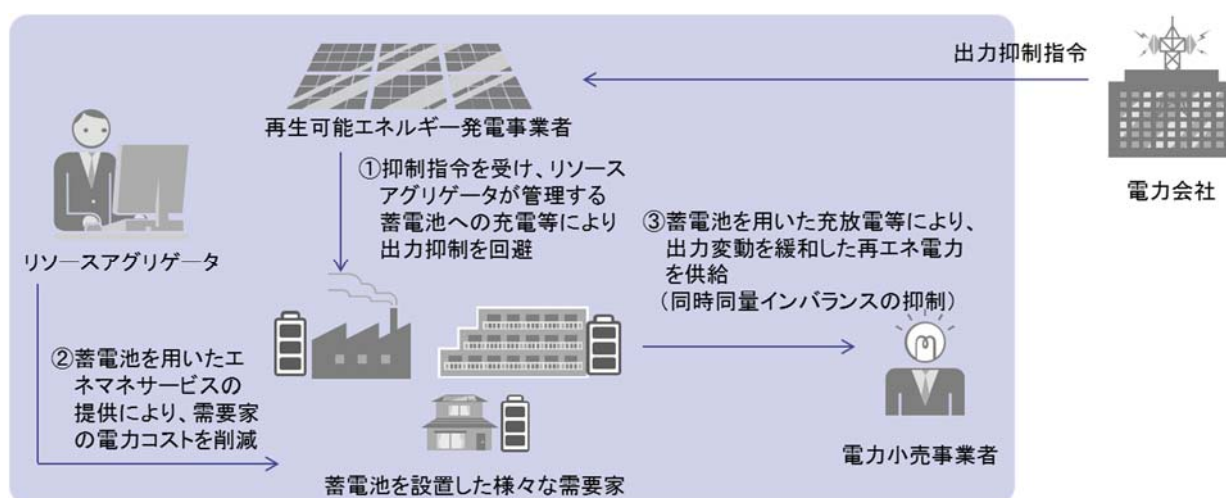 出力抑制指令
再生可能エネルギー発電事業者
電力会社
①抑制指令を受け、リソース
アグリゲータが管理する
蓄電池への充電等により
出力抑制を回避
リソースアグリゲータ
③蓄電池を用いた充放電等により、
出力変動を緩和した再エネ電力
を供給
（同時同量インバランスの抑制）
②蓄電池を用いたエ
ネマネサービスの
提供により、需要家
の電力コストを削減
電力小売事業者
蓄電池を設置した様々な需要家